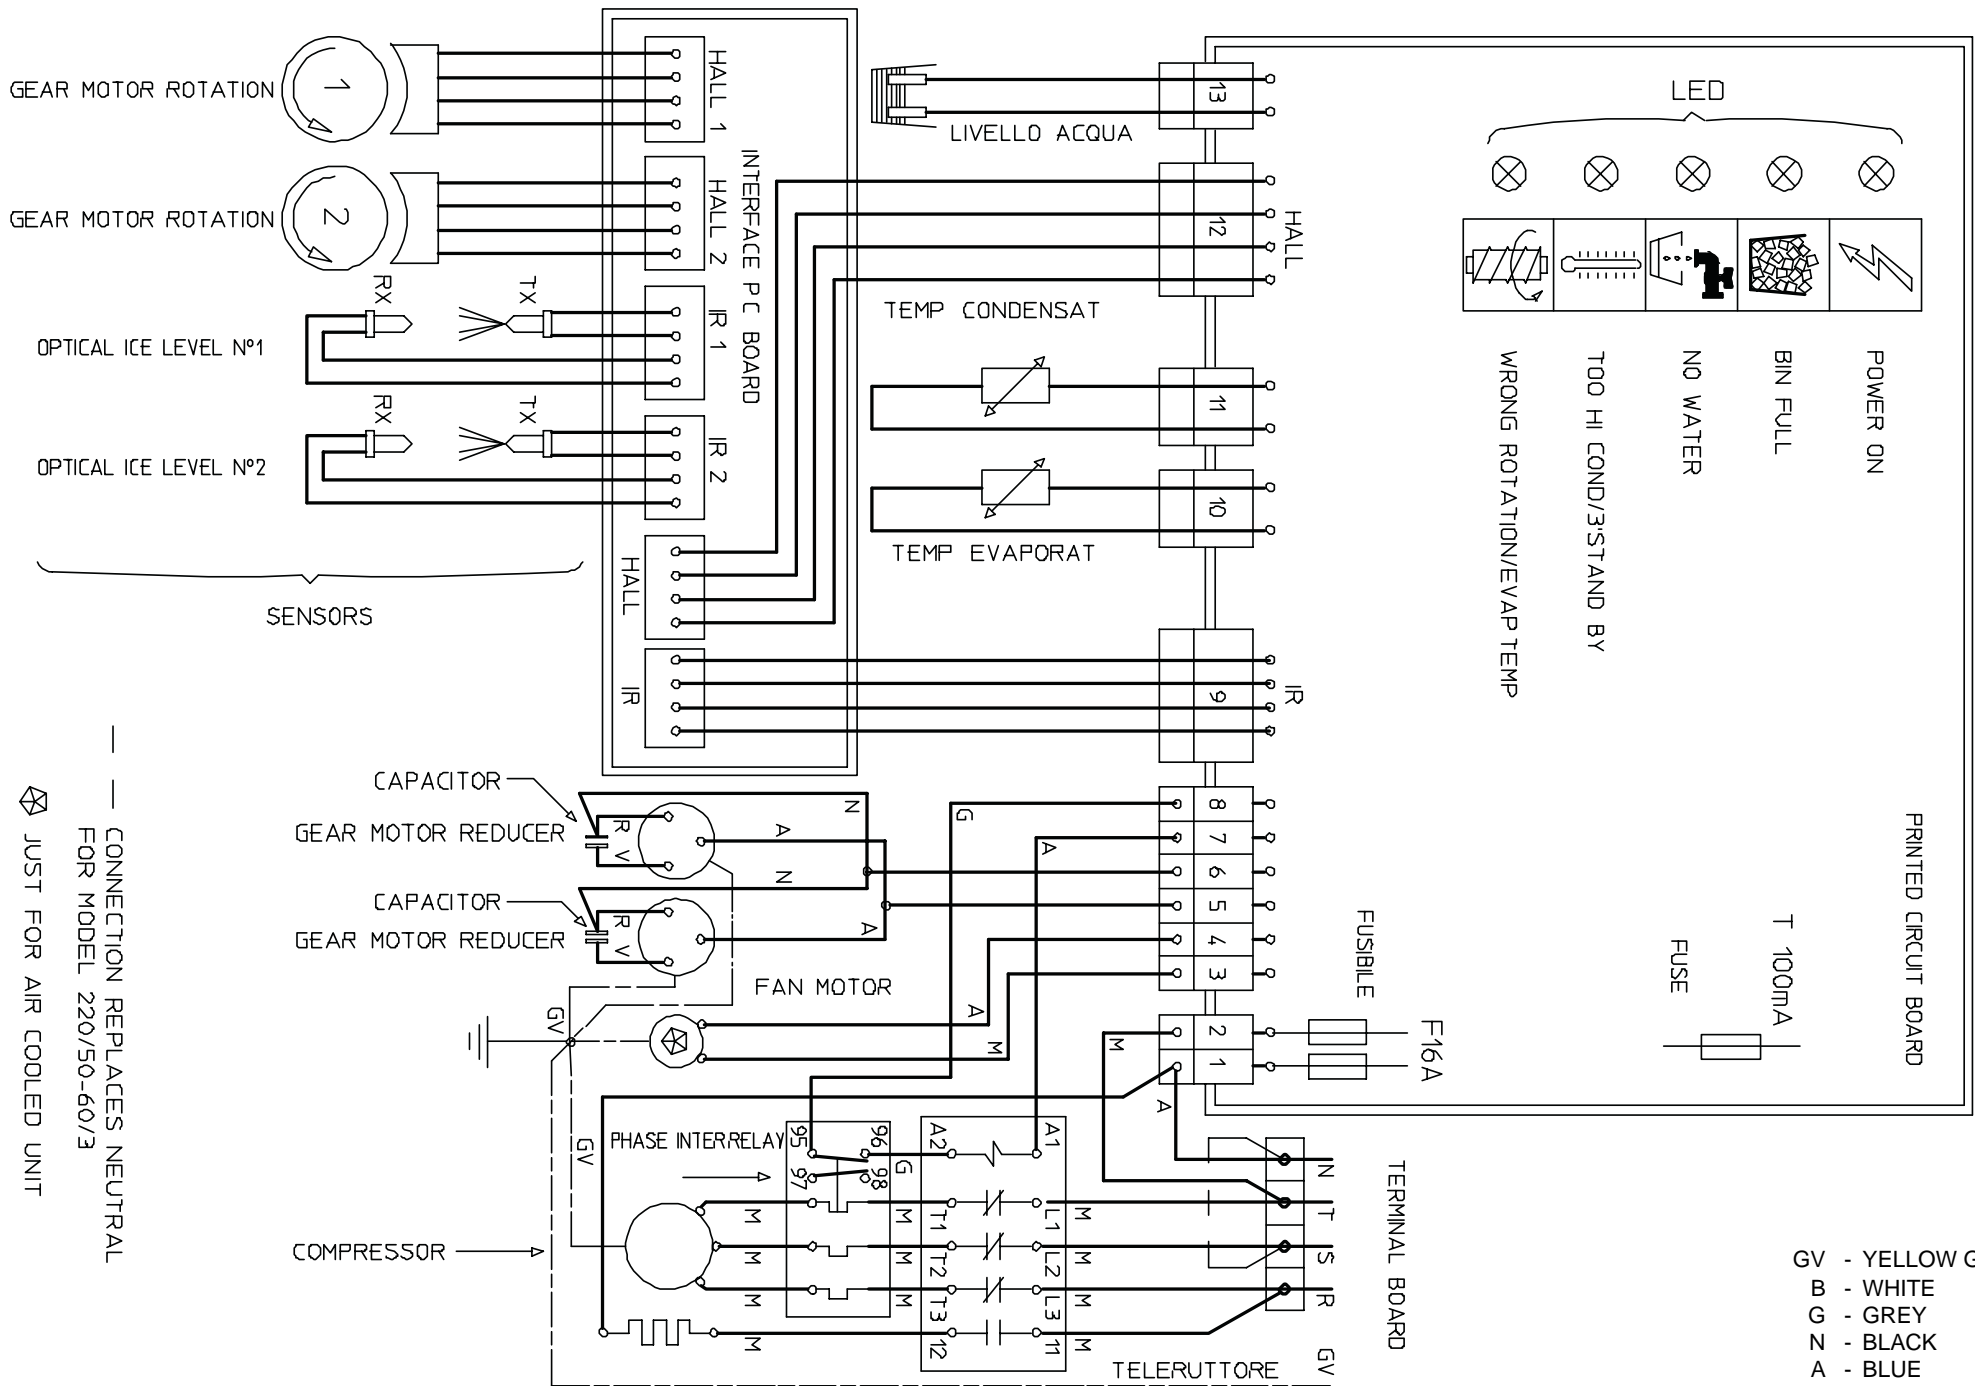 GEAR MOTOR ROTATION
1
HALL 1
GEAR MOTOR ROTATION
2
HALL 2
INTERFACE PC BOARD
RX
TX
IR 1
OPTICAL ICE LEVEL Nº1
RX
TX
IR 2
OPTICAL ICE LEVEL Nº2
SENSORS
HALL
IR
LIVELLO ACQUA
13
12
HALL
TEMP CONDENSAT
11
10
TEMP EVAPORAT
9
IR
LED
POWER ON
BIN FULL
NO WATER
TOO HI COND/3'STAND BY
WRONG ROTATION/EVAP TEMP
PRINTED CIRCUIT BOARD
T 100mA
FUSE
FUSIBILE
F16A
8
7
6
5
4
3
2
1
CAPACITOR
GEAR MOTOR REDUCER
R
V
N
A
G
A
CAPACITOR
GEAR MOTOR REDUCER
R
V
N
A
FAN MOTOR
A
M
GV
GV
M
A
PHASE INTERRELAY
95
96
97
98
G
A2
A1
M
M
T1
L1
M
M
M
T2
L2
M
M
M
T3
L3
M
M
12
11
M
COMPRESSOR
TELERUTTORE
N
T
S
R
GV
TERMINAL BOARD
— — CONNECTION REPLACES NEUTRAL
FOR MODEL 220/50-60/3
JUST FOR AIR COOLED UNIT
GV - YELLOW G
B - WHITE
G - GREY
N - BLACK
A - BLUE